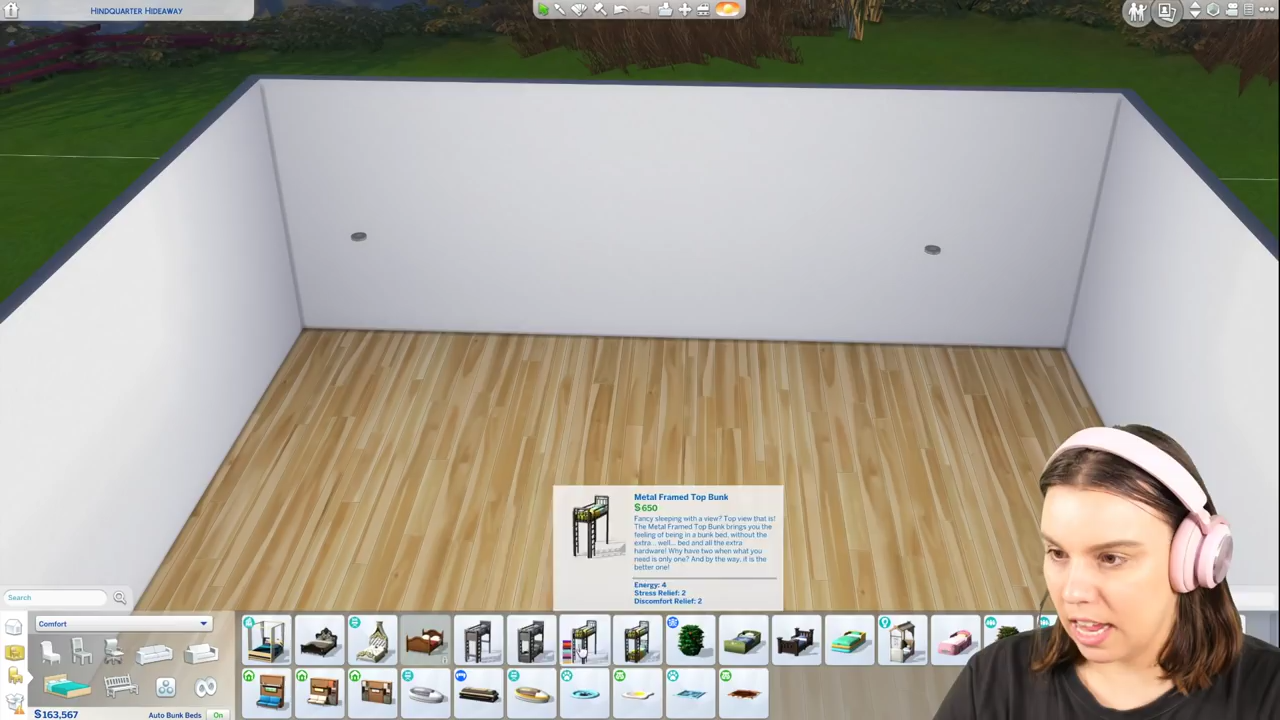 HINDQUARTER HIDEAWAY
Metal Framed Top Bunk
§650
Fancy sleeping with a view? Top view that is!
The Metal Framed Top Bunk brings you the
feeling of being in a bunk bed, without the
extra... well... bed and all the extra
hardware! Why have two when what you
need is only one? And by the way, it is the
better one!
Energy: 4
Stress Relief: 2
Discomfort Relief: 2
Search
Comfort
§163,567
Auto Bunk Beds On